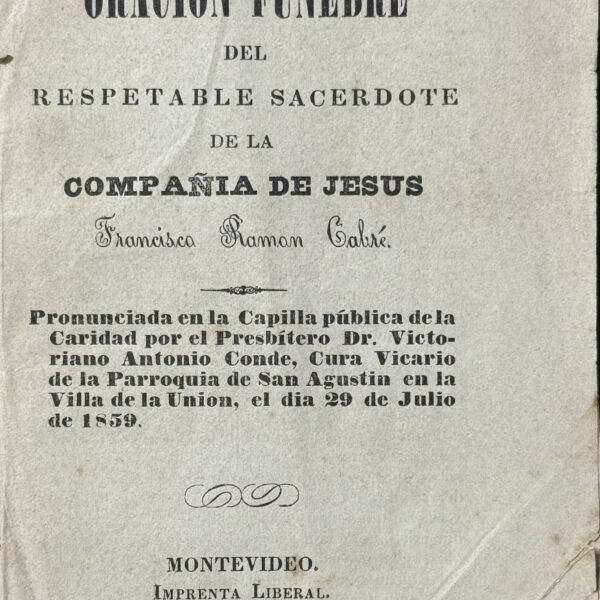 ORACION FUNEBRE
DEL
RESPETABLE SACERDOTE
DE LA
COMPAÑIA DE JESUS
Francisco Ramon Cabré.
Pronunciada en la Capilla pública de la
Caridad por el Presbítero Dr. Victo-
riano Antonio Conde, Cura Vicario
de la Parroquia de San Agustin en la
Villa de la Union, el dia 29 de Julio
de 1859.
MONTEVIDEO.
IMPRENTA LIBERAL.